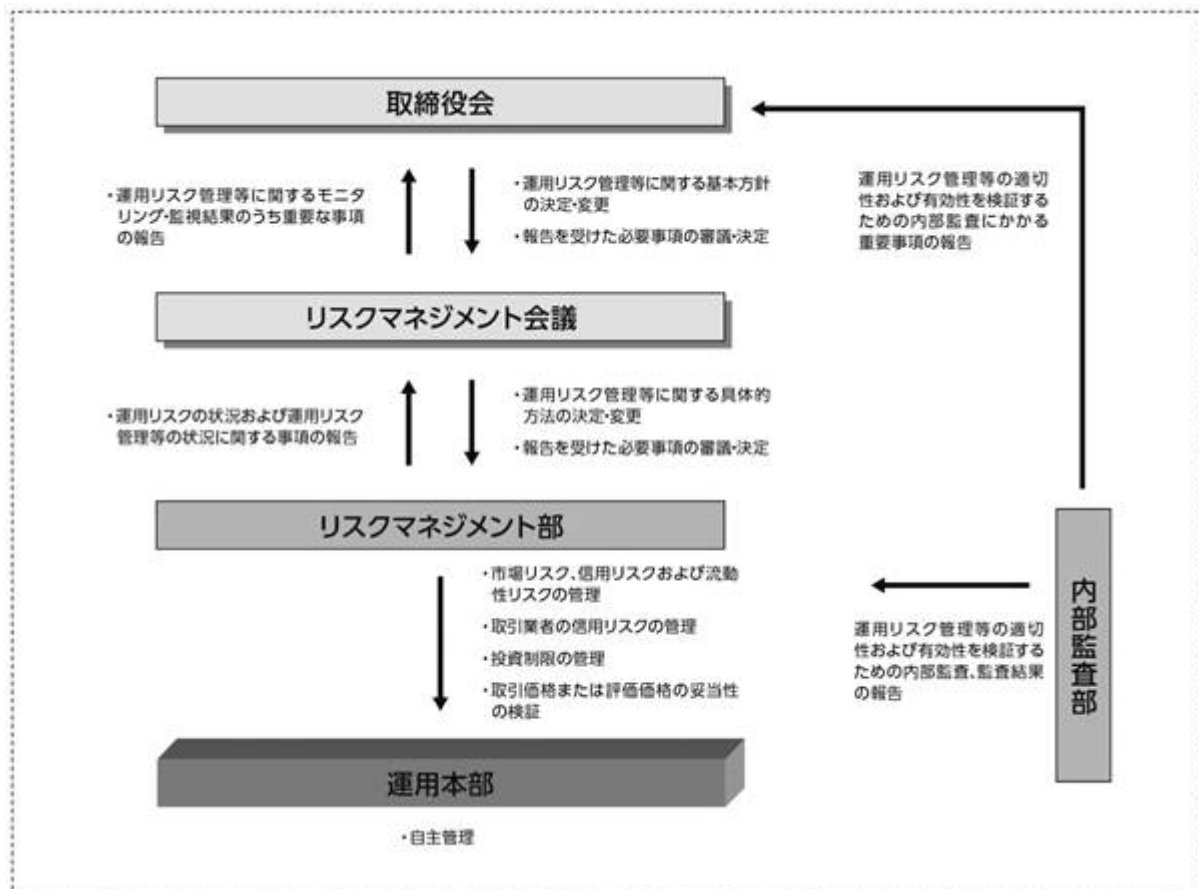 取締役会
・運用リスク管理等に関するモニタ
リング・監視結果のうち重要な事項
の報告
・運用リスク管理等に関する基本方針
の決定・変更
・報告を受けた必要事項の審議・決定
運用リスク管理等の適切
性および有効性を検証する
ための内部監査にかかる
重要事項の報告
リスクマネジメント会議
・運用リスクの状況および運用リスク
管理等の状況に関する事項の報告
・運用リスク管理等に関する具体的
方法の決定・変更
・報告を受けた必要事項の審議・決定
リスクマネジメント部
・市場リスク、信用リスクおよび流動
性リスクの管理
・取引業者の信用リスクの管理
・投資制限の管理
・取引価格または評価価格の妥当性
の検証
運用リスク管理等の適切
性および有効性を検証する
ための内部監査、監査結果
の報告
内部監査部
運用本部
・自主管理